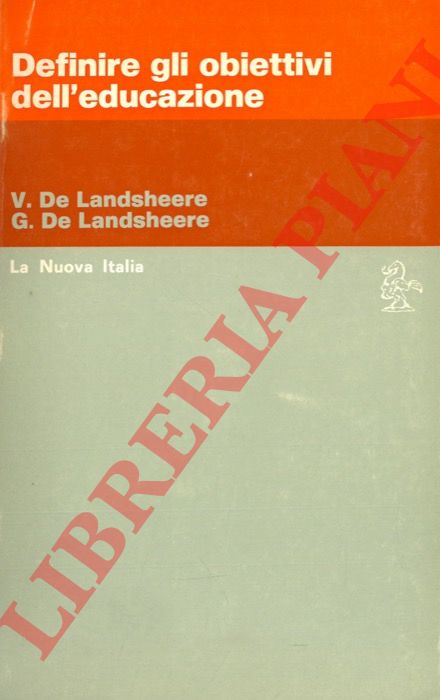 Definire gli obiettivi
dell'educazione
V. De Landsheere
G. De Landsheere
La Nuova Italia
LIBRERIA PIANI